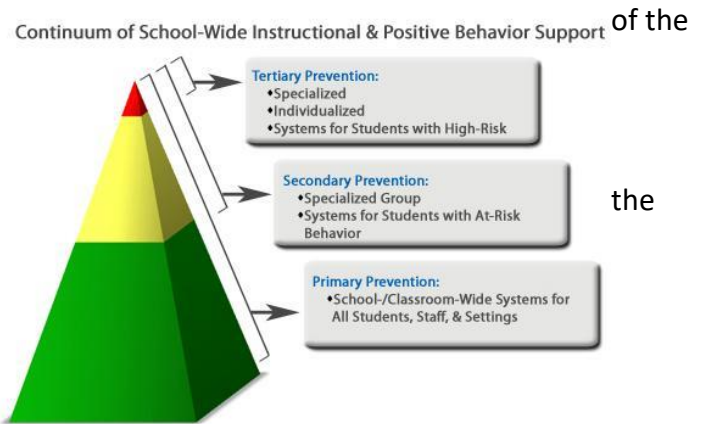 Continuum of School-Wide Instructional & Positive Behavior Support
of the
Tertiary Prevention:
♦Specialized
♦Individualized
♦Systems for Students with High-Risk
Secondary Prevention:
♦Specialized Group
♦Systems for Students with At-Risk
Behavior
the
Primary Prevention:
♦School-/Classroom-Wide Systems for
All Students, Staff, & Settings